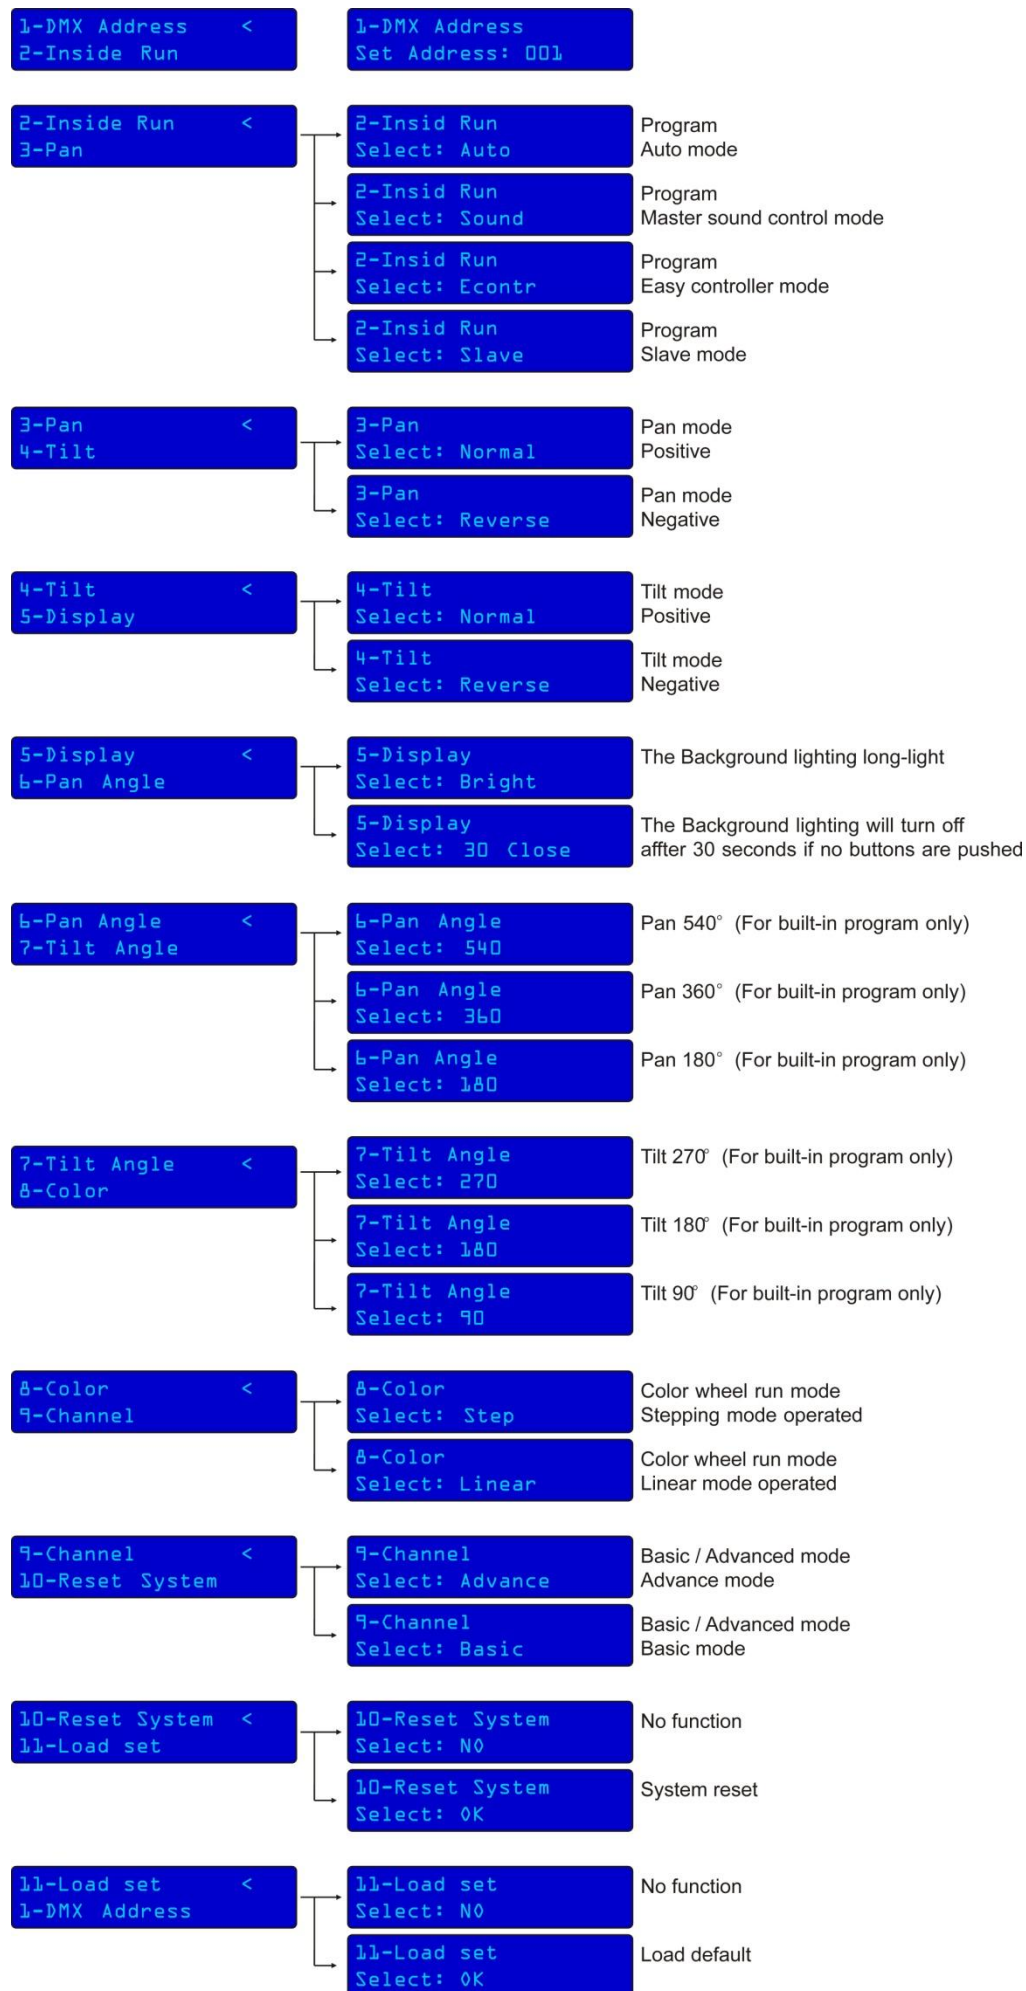 1-DMX Address <
2-Inside Run
1-DMX Address
Set Address: 001
2-Inside Run <
3-Pan
2-Insid Run
Select: Auto
Program
Auto mode
2-Insid Run
Select: Sound
Program
Master sound control mode
2-Insid Run
Select: Econtr
Program
Easy controller mode
2-Insid Run
Select: Slave
Program
Slave mode
3-Pan <
4-Tilt
3-Pan
Select: Normal
Pan mode
Positive
3-Pan
Select: Reverse
Pan mode
Negative
4-Tilt <
5-Display
4-Tilt
Select: Normal
Tilt mode
Positive
4-Tilt
Select: Reverse
Tilt mode
Negative
5-Display <
6-Pan Angle
5-Display
Select: Bright
The Background lighting long-light
5-Display
Select: 30 Close
The Background lighting will turn off
affter 30 seconds if no buttons are pushed
6-Pan Angle <
7-Tilt Angle
6-Pan Angle
Select: 540
Pan 540° (For built-in program only)
6-Pan Angle
Select: 360
Pan 360° (For built-in program only)
6-Pan Angle
Select: 180
Pan 180° (For built-in program only)
7-Tilt Angle <
8-Color
7-Tilt Angle
Select: 270
Tilt 270° (For built-in program only)
7-Tilt Angle
Select: 180
Tilt 180° (For built-in program only)
7-Tilt Angle
Select: 90
Tilt 90° (For built-in program only)
8-Color <
9-Channel
8-Color
Select: Step
Color wheel run mode
Stepping mode operated
8-Color
Select: Linear
Color wheel run mode
Linear mode operated
9-Channel <
10-Reset System
9-Channel
Select: Advance
Basic / Advanced mode
Advance mode
9-Channel
Select: Basic
Basic / Advanced mode
Basic mode
10-Reset System <
11-Load set
10-Reset System
Select: NO
No function
10-Reset System
Select: OK
System reset
11-Load set <
1-DMX Address
11-Load set
Select: NO
No function
11-Load set
Select: OK
Load default